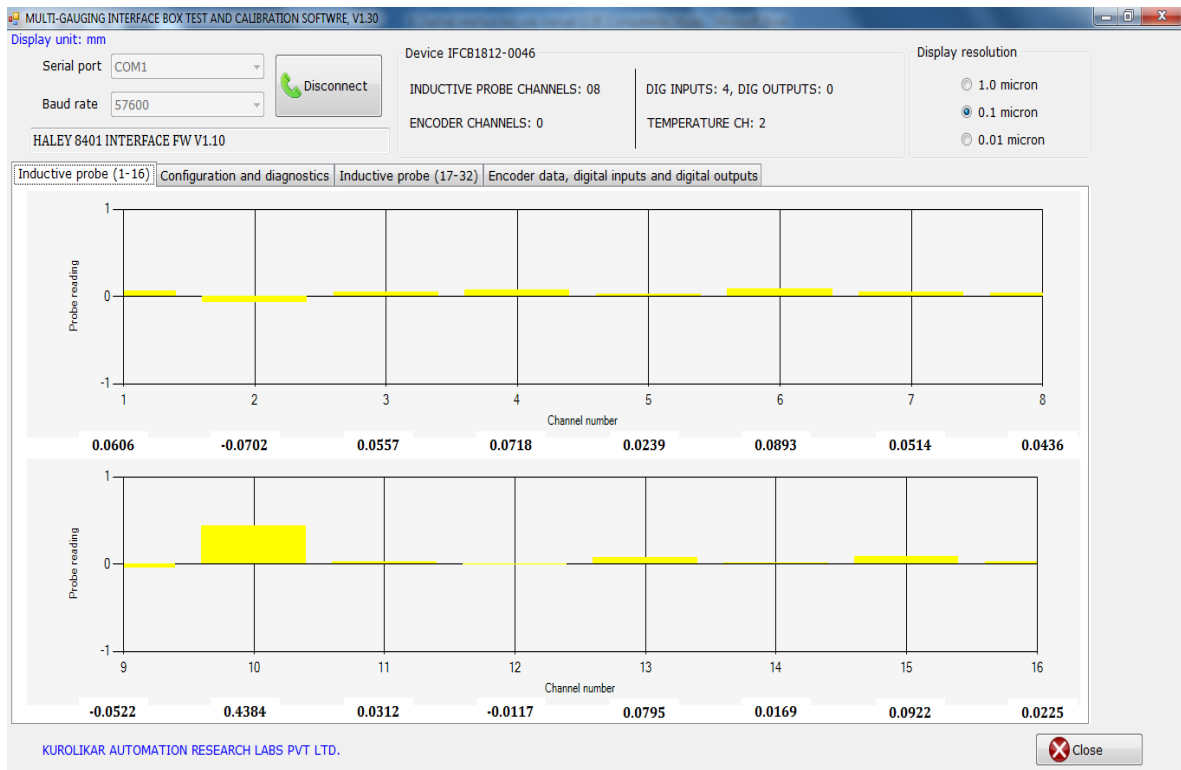 MULTI-GAUGING INTERFACE BOX TEST AND CALIBRATION SOFTWRE, V1.30
Display unit: mm
Serial port COM1
Baud rate 57600
Disconnect
HALEY 8401 INTERFACE FW V1.10
Device IFCB1812-0046
INDUCTIVE PROBE CHANNELS: 08
DIG INPUTS: 4, DIG OUTPUTS: 0
ENCODER CHANNELS: 0
TEMPERATURE CH: 2
Display resolution
1.0 micron
0.1 micron
0.01 micron
Inductive probe (1-16) Configuration and diagnostics Inductive probe (17-32) Encoder data, digital inputs and digital outputs
1
Probe reading
0
-1
1 2 3 4 5 6 7 8
Channel number
0.0606 -0.0702 0.0557 0.0718 0.0239 0.0893 0.0514 0.0436
1
Probe reading
0
-1
9 10 11 12 13 14 15 16
Channel number
-0.0522 0.4384 0.0312 -0.0117 0.0795 0.0169 0.0922 0.0225
KUROLIKAR AUTOMATION RESEARCH LABS PVT LTD.
Close